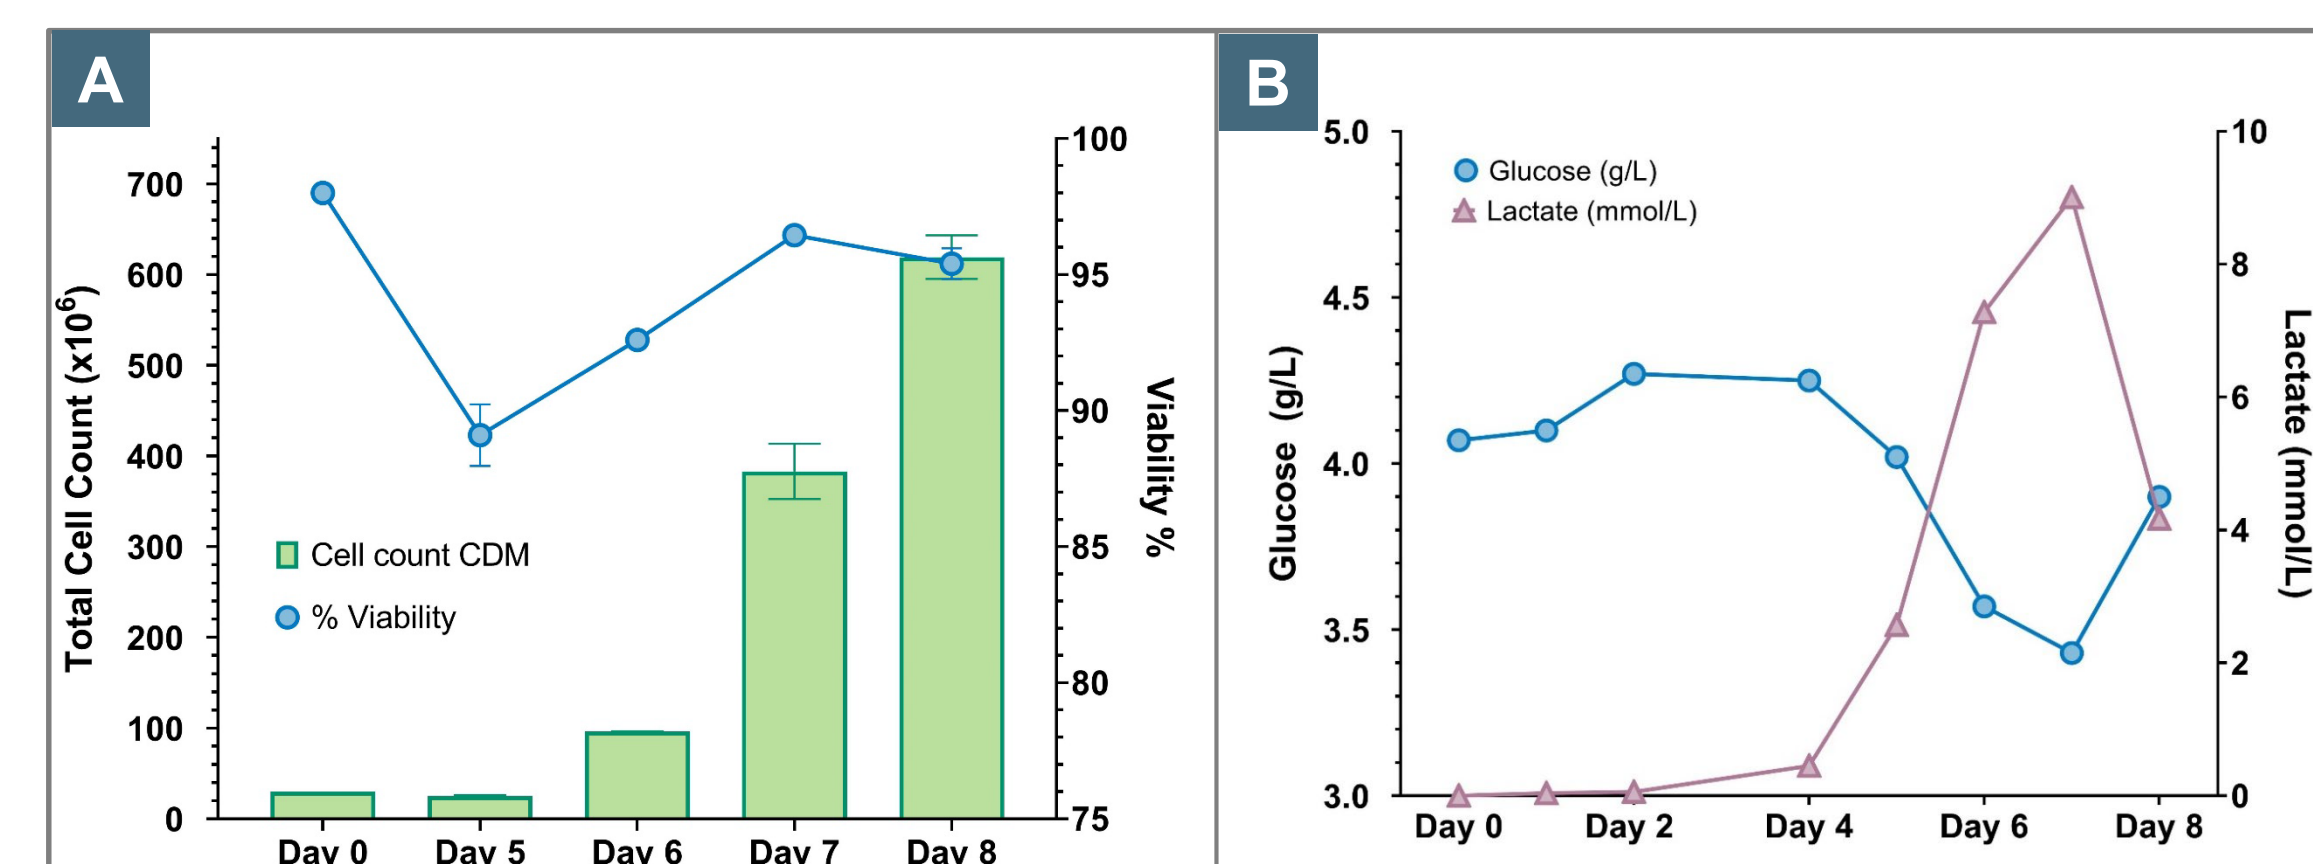 A
Total Cell Count (x10⁶)
700
600
500
400
300
200
100
0
Cell count CDM
% Viability
100
95
90
85
80
75
Viability %
Day 0 Day 5 Day 6 Day 7 Day 8
B
Glucose (g/L)
5.0
4.5
4.0
3.5
3.0
Glucose (g/L)
Lactate (mmol/L)
10
8
6
4
2
0
Lactate (mmol/L)
Day 0 Day 2 Day 4 Day 6 Day 8